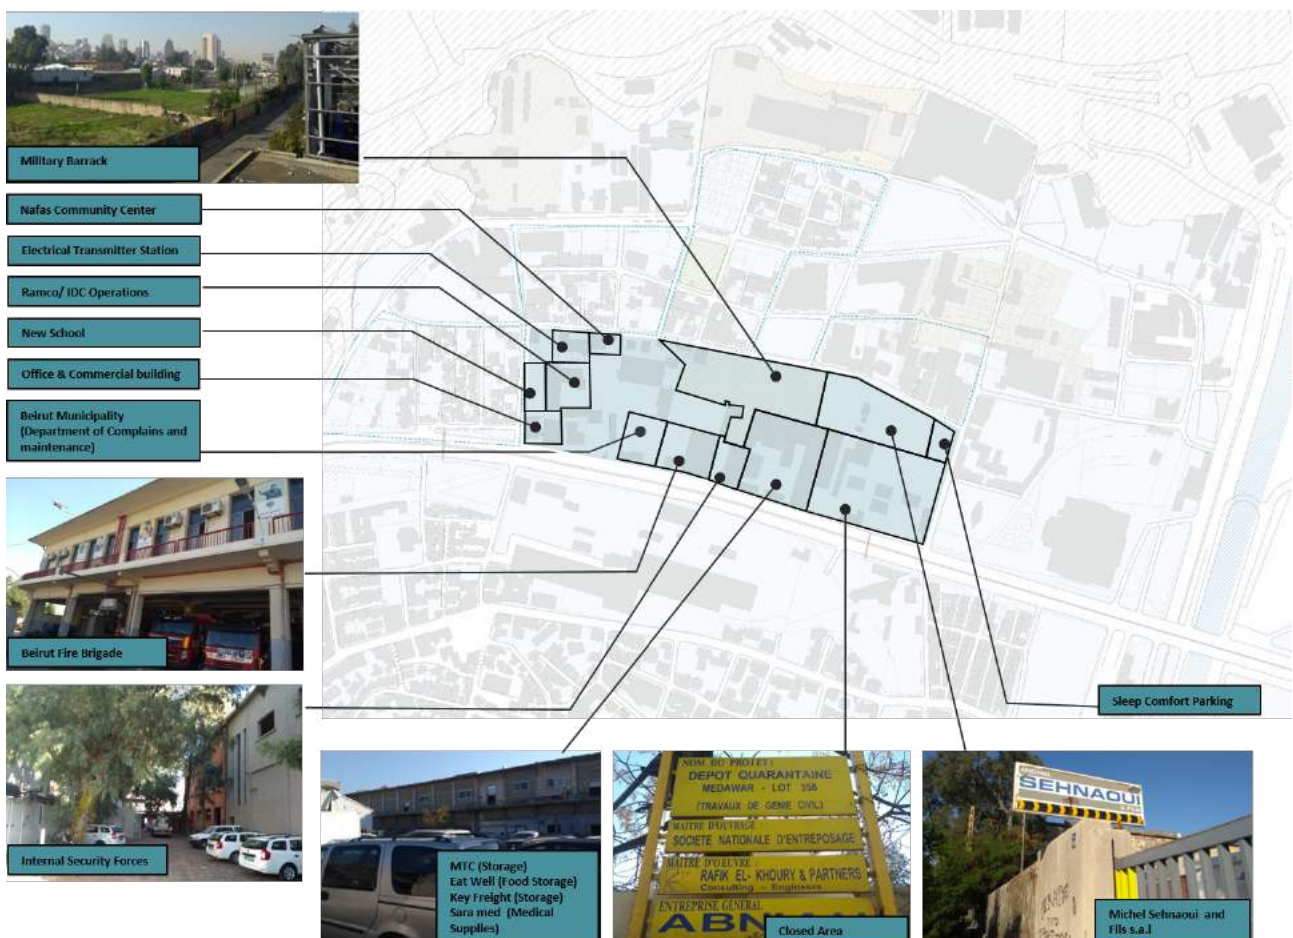 Military Barrack
Nafas Community Center
Electrical Transmitter Station
Ramco/ IDC Operations
New School
Office & Commercial building
Beirut Municipality
(Department of Complains and
maintenance)
Beirut Fire Brigade
Internal Security Forces
Sleep Comfort Parking
MTC (Storage)
Eat Well (Food Storage)
Key Freight (Storage)
Sara med (Medical
Supplies)
NOM DU PROJET :
DEPOT QUARANTAINE
MEDAWAR - LOT 358
(TRAVAUX DE GENIE CIVIL)
MAITRE D'OUVRAGE
SOCIETE NATIONALE D'ENTREPOSAGE
MAITRE D'OEUVRE :
RAFIK EL- KHOURY & PARTNERS
Consulting - Engineers
ENTREPRISE GENERAL
Closed Area
MICHEL
SEHNAOUI
Michel Sehnaoui and
Fils s.a.l